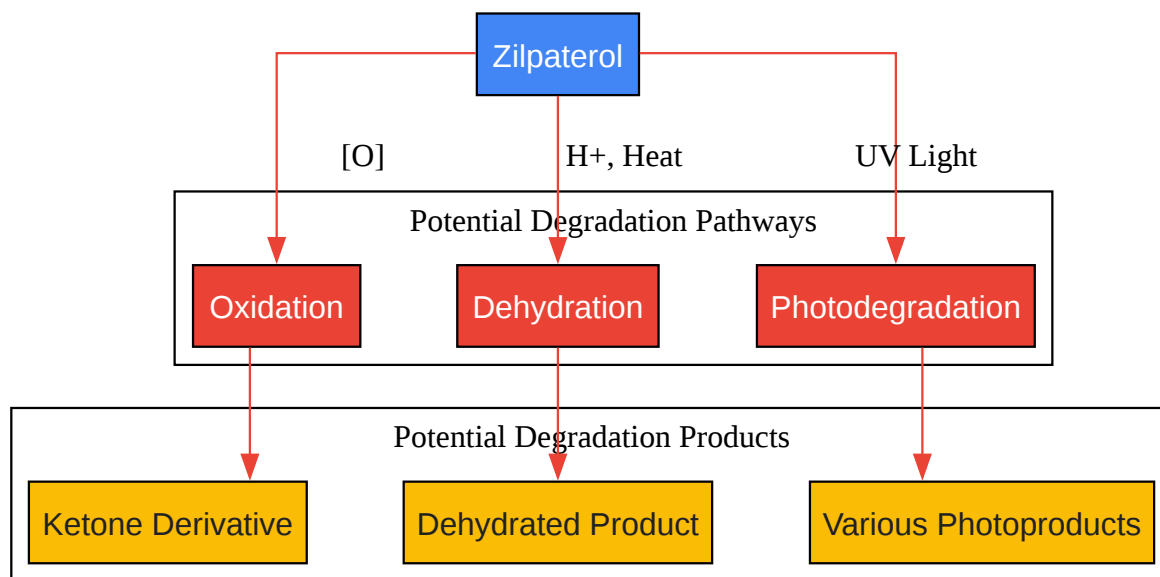 Zilpaterol
[O]
H+, Heat
UV Light
Potential Degradation Pathways
Oxidation
Dehydration
Photodegradation
Potential Degradation Products
Ketone Derivative
Dehydrated Product
Various Photoproducts